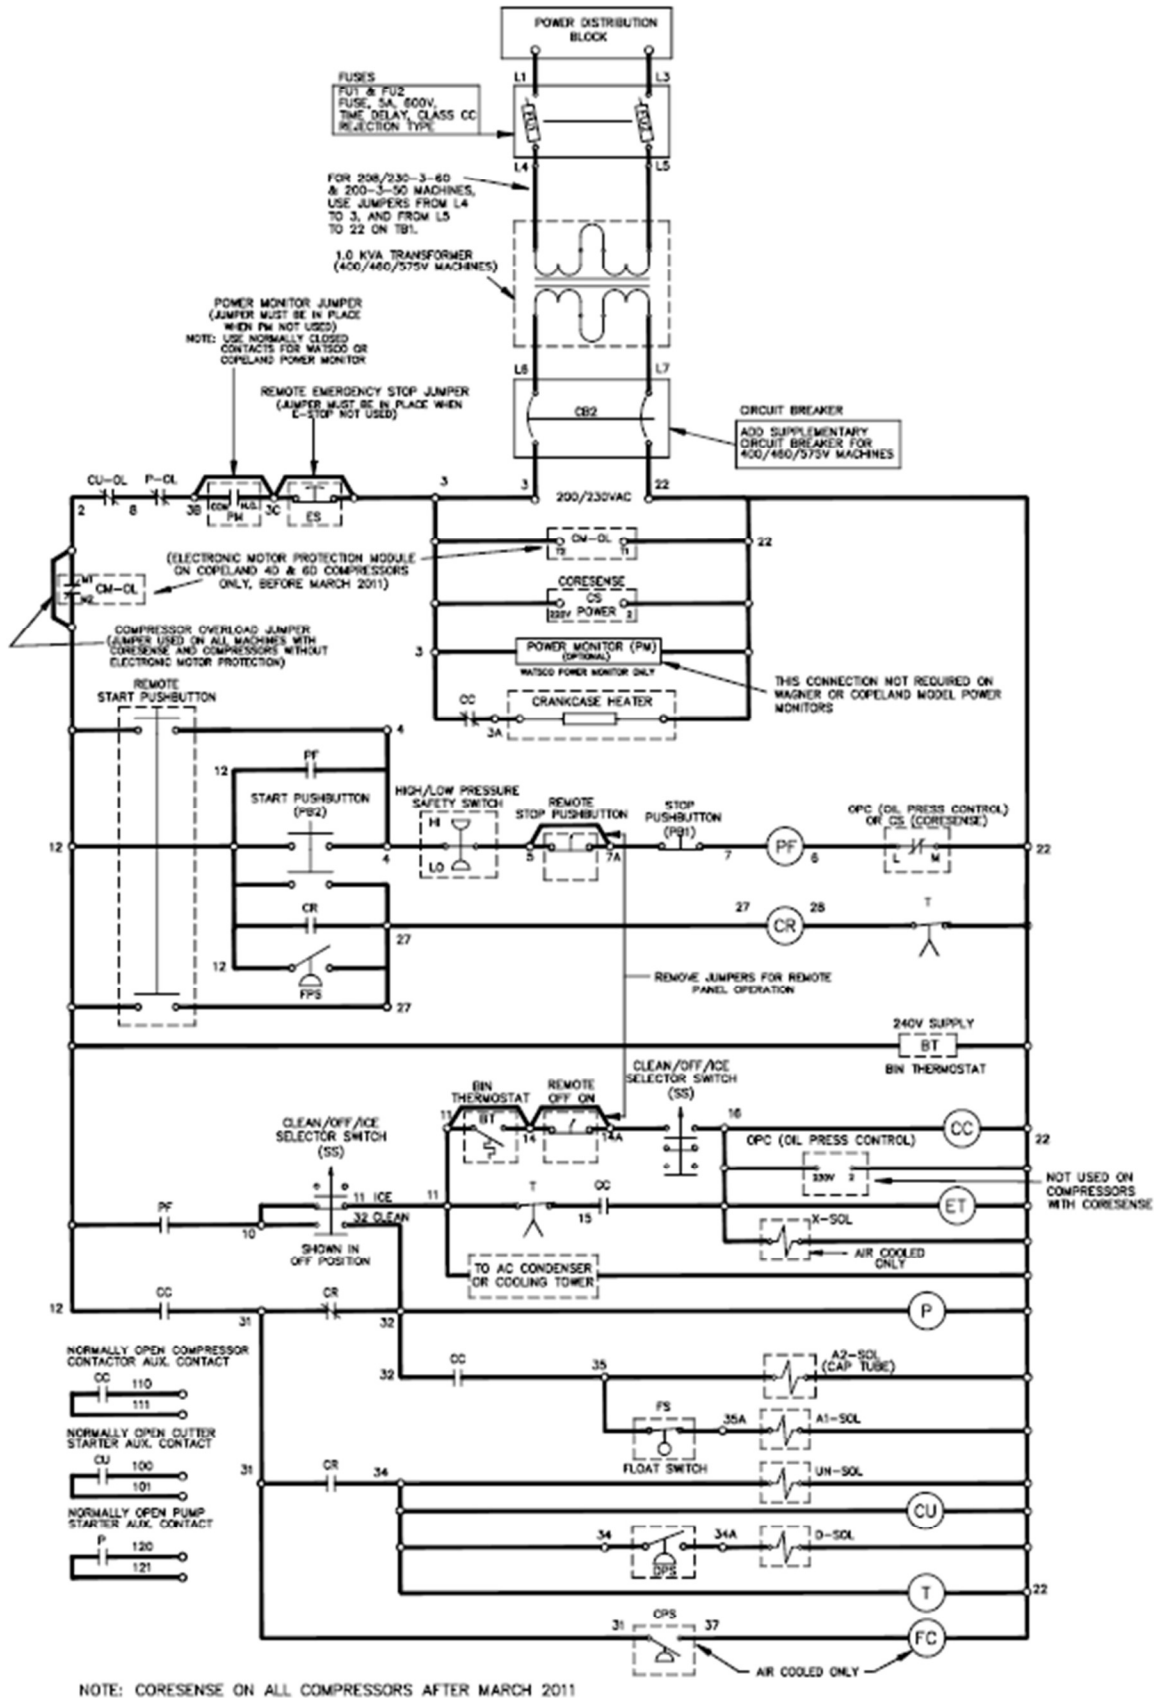 POWER DISTRIBUTION
BLOCK
L1
L3
FUSES
FU1 & FU2
FUSE, 5A, 600V,
TIME DELAY, CLASS CC
REJECTION TYPE
FU1
FU2
L4
L5
FOR 208/230-3-60
& 200-3-50 MACHINES,
USE JUMPERS FROM L4
TO 3, AND FROM L5
TO 22 ON TB1.
1.0 KVA TRANSFORMER
(400/460/575V MACHINES)
POWER MONITOR JUMPER
(JUMPER MUST BE IN PLACE
WHEN PM NOT USED)
NOTE: USE NORMALLY CLOSED
CONTACTS FOR WATSCO OR
COPELAND POWER MONITOR
L6
L7
REMOTE EMERGENCY STOP JUMPER
(JUMPER MUST BE IN PLACE WHEN
E-STOP NOT USED)
CB2
CIRCUIT BREAKER
ADD SUPPLEMENTARY
CIRCUIT BREAKER FOR
400/460/575V MACHINES
CU-OL
P-OL
3
3
200/230VAC
22
2
8
3B
COM
N.O.
PM
3C
ES
(ELECTRONIC MOTOR PROTECTION MODULE
ON COPELAND 4D & 6D COMPRESSORS
ONLY, BEFORE MARCH 2011)
CM-OL
T2
T1
22
M1
M2
CM-OL
CORESENSE
CS
POWER
220V
2
COMPRESSOR OVERLOAD JUMPER
(JUMPER USED ON ALL MACHINES WITH
CORESENSE AND COMPRESSORS WITHOUT
ELECTRONIC MOTOR PROTECTION)
3
POWER MONITOR (PM)
(OPTIONAL)
WATSCO POWER MONITOR ONLY
THIS CONNECTION NOT REQUIRED ON
WAGNER OR COPELAND MODEL POWER
MONITORS
REMOTE
START PUSHBUTTON
CC
3A
CRANKCASE HEATER
4
12
PF
START PUSHBUTTON
(PB2)
HIGH/LOW PRESSURE
SAFETY SWITCH
HI
LO
REMOTE
STOP PUSHBUTTON
STOP
PUSHBUTTON
(PB1)
OPC (OIL PRESS CONTROL)
OR CS (CORESENSE)
12
4
5
7A
7
PF
6
L
M
22
CR
27
27
CR
28
T
12
FPS
27
REMOVE JUMPERS FOR REMOTE
PANEL OPERATION
240V SUPPLY
BT
BIN THERMOSTAT
CLEAN/OFF/ICE
SELECTOR SWITCH
(SS)
BIN
THERMOSTAT
REMOTE
OFF ON
CLEAN/OFF/ICE
SELECTOR SWITCH
(SS)
11
BT
14
14A
16
CC
22
OPC (OIL PRESS CONTROL)
230V
2
NOT USED ON
COMPRESSORS
WITH CORESENSE
PF
10
11 ICE
32 CLEAN
11
T
15
CC
ET
SHOWN IN
OFF POSITION
X-SOL
AIR COOLED
ONLY
TO AC CONDENSER
OR COOLING TOWER
12
CC
31
CR
32
P
NORMALLY OPEN COMPRESSOR
CONTACTOR AUX. CONTACT
CC
110
111
32
CC
35
A2-SOL
(CAP TUBE)
FS
35A
A1-SOL
FLOAT SWITCH
NORMALLY OPEN CUTTER
STARTER AUX. CONTACT
CU
100
101
31
CR
34
UN-SOL
CU
NORMALLY OPEN PUMP
STARTER AUX. CONTACT
P
120
121
34
DPS
34A
D-SOL
T
22
31
CPS
37
FC
AIR COOLED ONLY
NOTE: CORESENSE ON ALL COMPRESSORS AFTER MARCH 2011